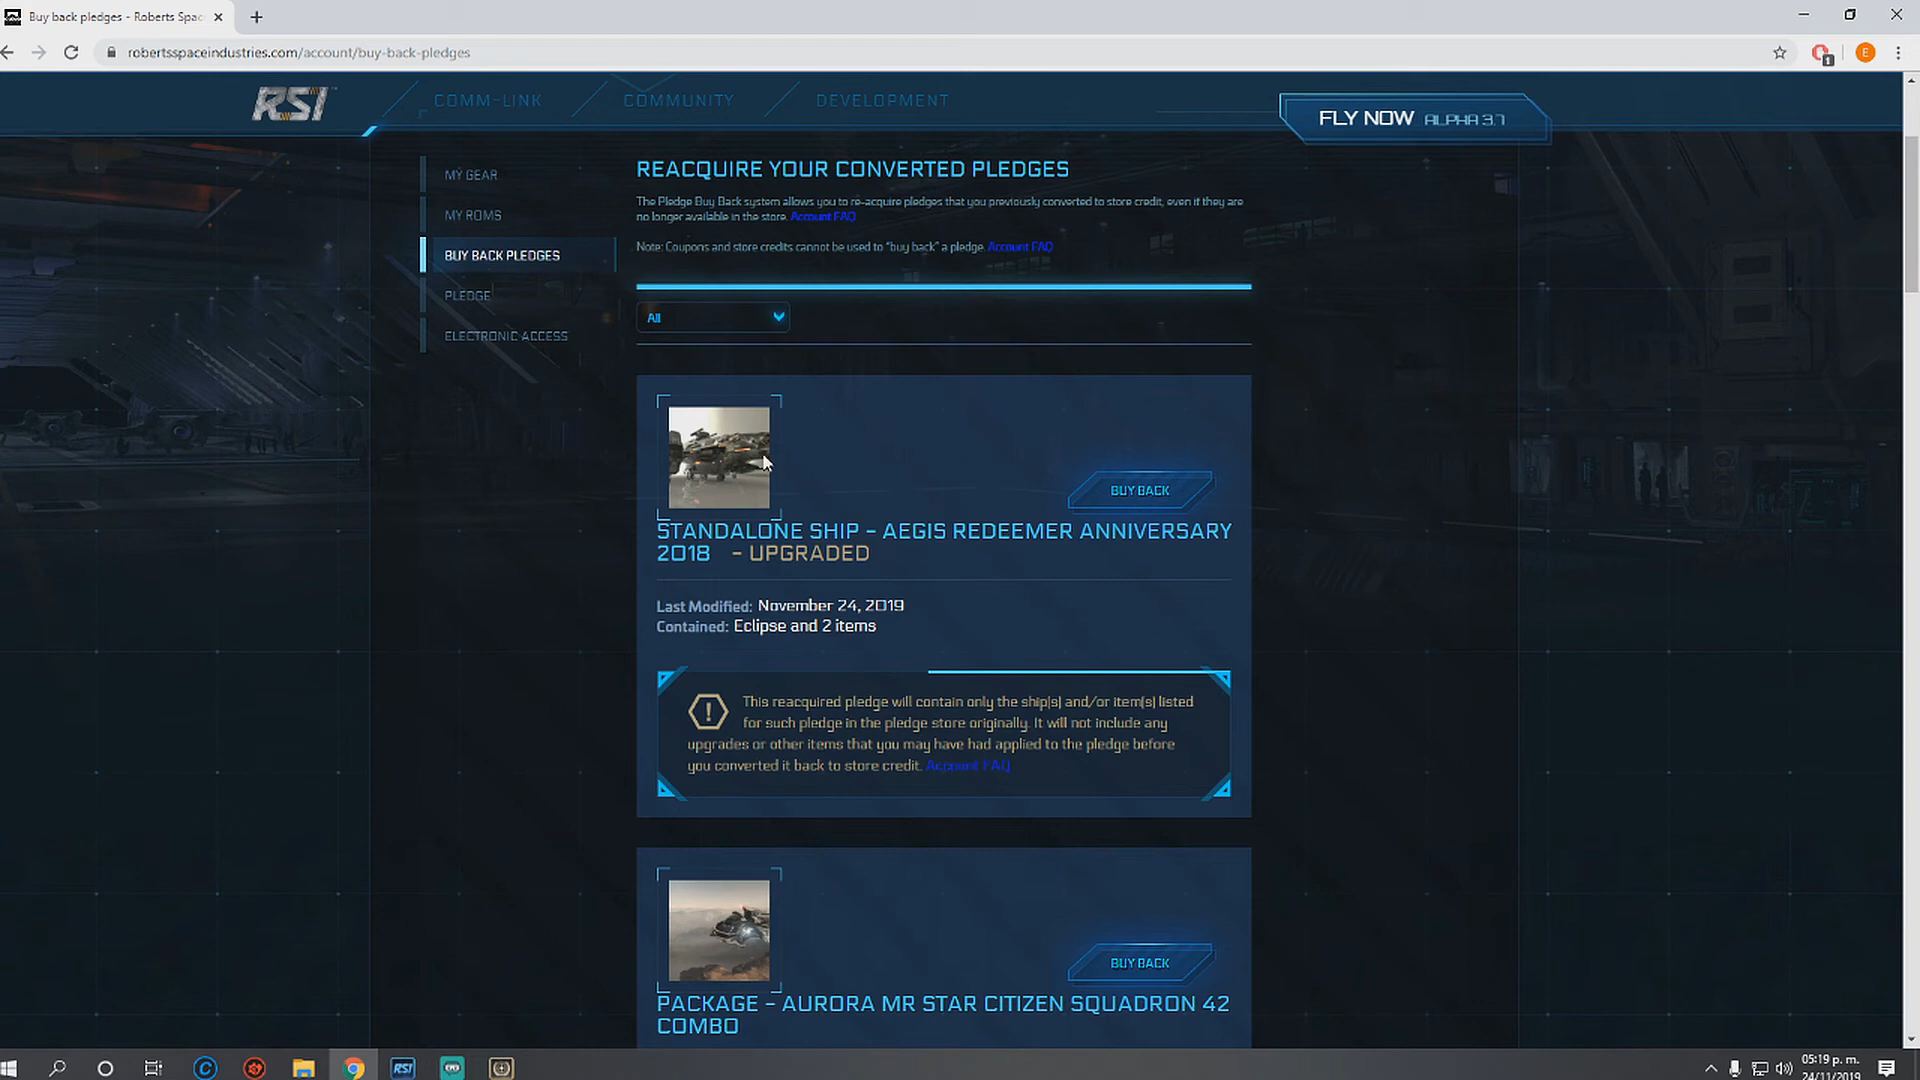 Buy back pledges - Roberts Spac
robertsspaceindustries.com/account/buy-back-pledges
1
E
RSI
COMM-LINK
COMMUNITY
DEVELOPMENT
FLY NOW ALPHA 3.7
MY GEAR
MY ROMS
BUY BACK PLEDGES
PLEDGE
ELECTRONIC ACCESS
REACQUIRE YOUR CONVERTED PLEDGES
The Pledge Buy Back system allows you to re-acquire pledges that you previously converted to store credit, even if they are
no longer available in the store. Account FAQ
Note: Coupons and store credits cannot be used to "buy back" a pledge. Account FAQ
All
BUY BACK
STANDALONE SHIP - AEGIS REDEEMER ANNIVERSARY
2018 - UPGRADED
Last Modified: November 24, 2019
Contained: Eclipse and 2 items
This reacquired pledge will contain only the ship(s) and/or item(s) listed
for such pledge in the pledge store originally. It will not include any
upgrades or other items that you may have had applied to the pledge before
you converted it back to store credit. Account FAQ
BUY BACK
PACKAGE - AURORA MR STAR CITIZEN SQUADRON 42
COMBO
RSI
05:19 p. m.
24/11/2019